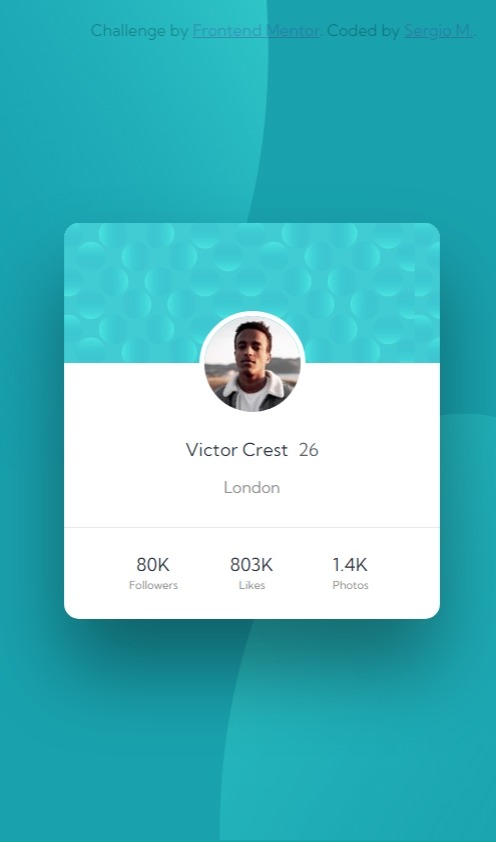 Challenge by Frontend Mentor. Coded by Sergio M..
Victor Crest 26
London
80K 803K 1.4K
Followers Likes Photos